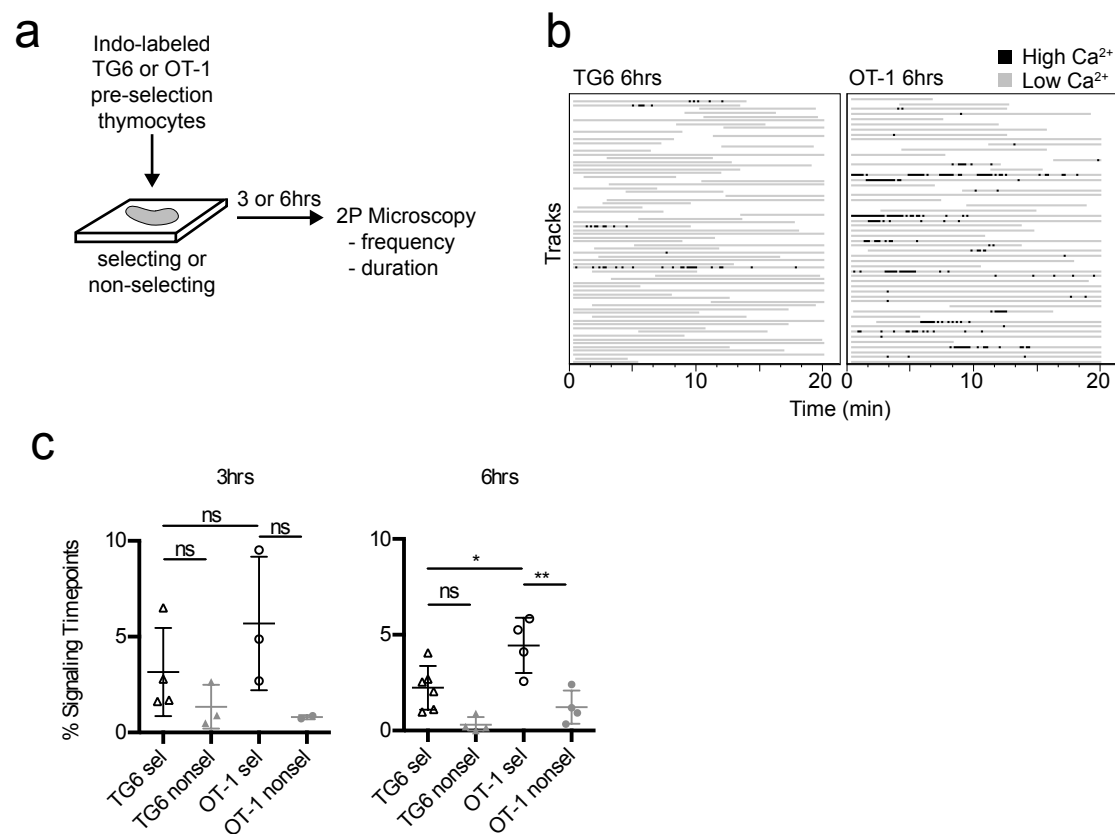 a
Indo-labeled
TG6 or OT-1
pre-selection
thymocytes
3 or 6hrs
2P Microscopy
- frequency
- duration
selecting or
non-selecting
b
High Ca²⁺
Low Ca²⁺
TG6 6hrs
OT-1 6hrs
Tracks
0 10 20 0 10 20
Time (min)
c
3hrs
6hrs
% Signaling Timepoints
10
5
0
ns
ns
ns
TG6 sel
TG6 nonsel
OT-1 sel
OT-1 nonsel
10
5
0
*
**
ns
TG6 sel
TG6 nonsel
OT-1 sel
OT-1 nonsel